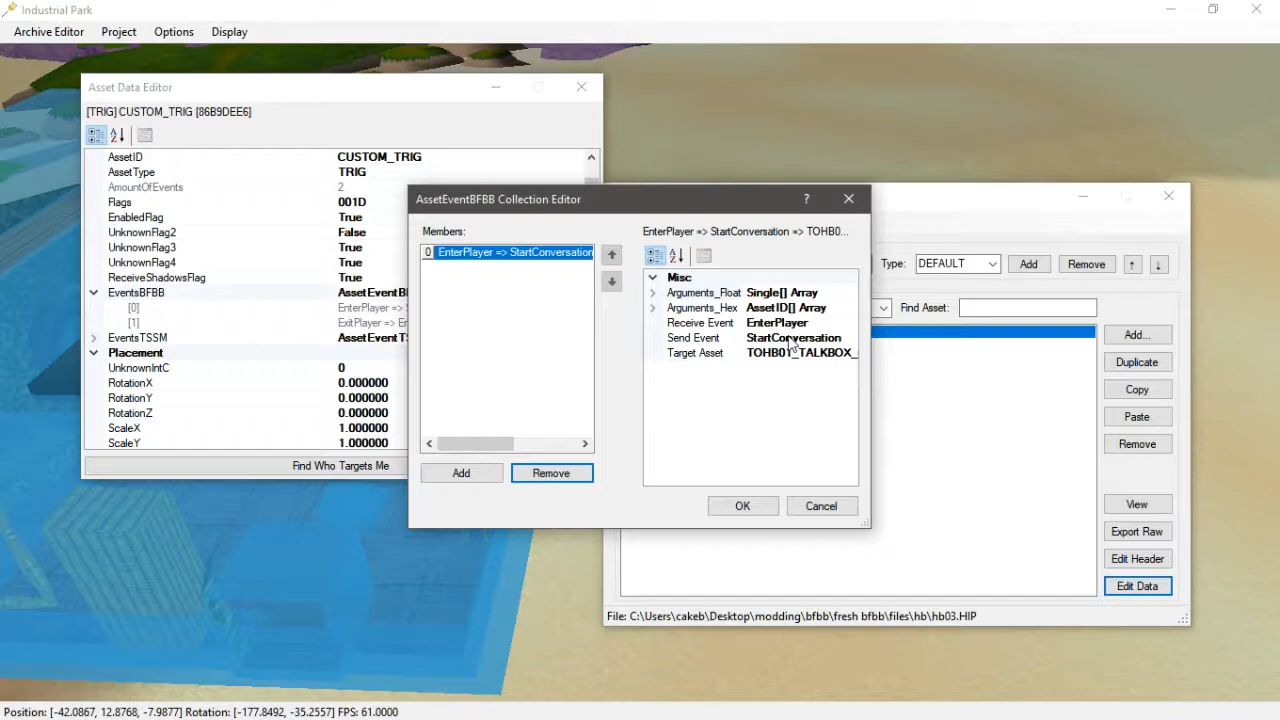 Industrial Park
Archive Editor Project Options Display
Asset Data Editor
[TRIG] CUSTOM_TRIG [86B9DEE6]
AssetID CUSTOM_TRIG
AssetType TRIG
AmountOfEvents 2
Flags 001D
EnabledFlag True
UnknownFlag2 False
UnknownFlag3 True
UnknownFlag4 True
ReceiveShadowsFlag True
EventsBFBB AssetEventBl
[0] EnterPlayer => S
[1] ExitPlayer => Er
EventsTSSM AssetEventT
Placement
UnknownIntC 0
RotationX 0.000000
RotationY 0.000000
RotationZ 0.000000
ScaleX 1.000000
ScaleY 1.000000
Find Who Targets Me
AssetEventBFBB Collection Editor ?
Members:
0 EnterPlayer => StartConversation
Add Remove
EnterPlayer => StartConversation => TOHB0...
Misc
Arguments_Float Single[] Array
Arguments_Hex AssetID[] Array
Receive Event EnterPlayer
Send Event StartConversation
Target Asset TOHB01_TALKBOX_
OK Cancel
Type: DEFAULT Add Remove
Find Asset:
Add...
Duplicate
Copy
Paste
Remove
View
Export Raw
Edit Header
Edit Data
File: C:\Users\cakeb\Desktop\modding\bfbb\fresh bfbb\files\hb\hb03.HIP
Position: [-42.0867, 12.8768, -7.9877] Rotation: [-177.8492, -35.2557] FPS: 61.0000